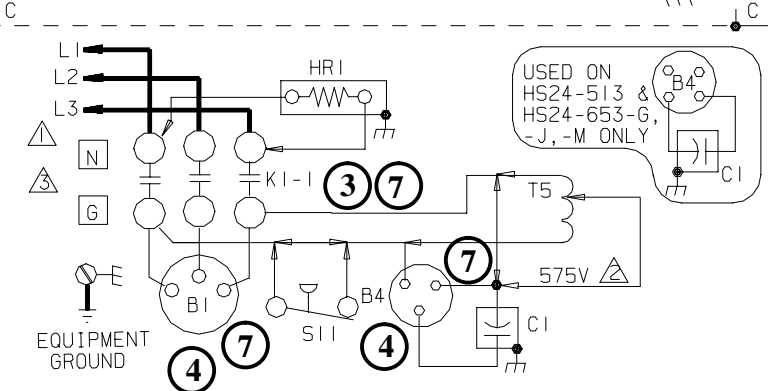 C
C
L1
L2
L3
HR1
USED ON
HS24-513 &
HS24-653-G,
-J,-M ONLY
B4
C1
1
N
3
K1-1
3
7
T5
G
7
575V
2
B1
S11
B4
C1
EQUIPMENT
GROUND
4
7
4